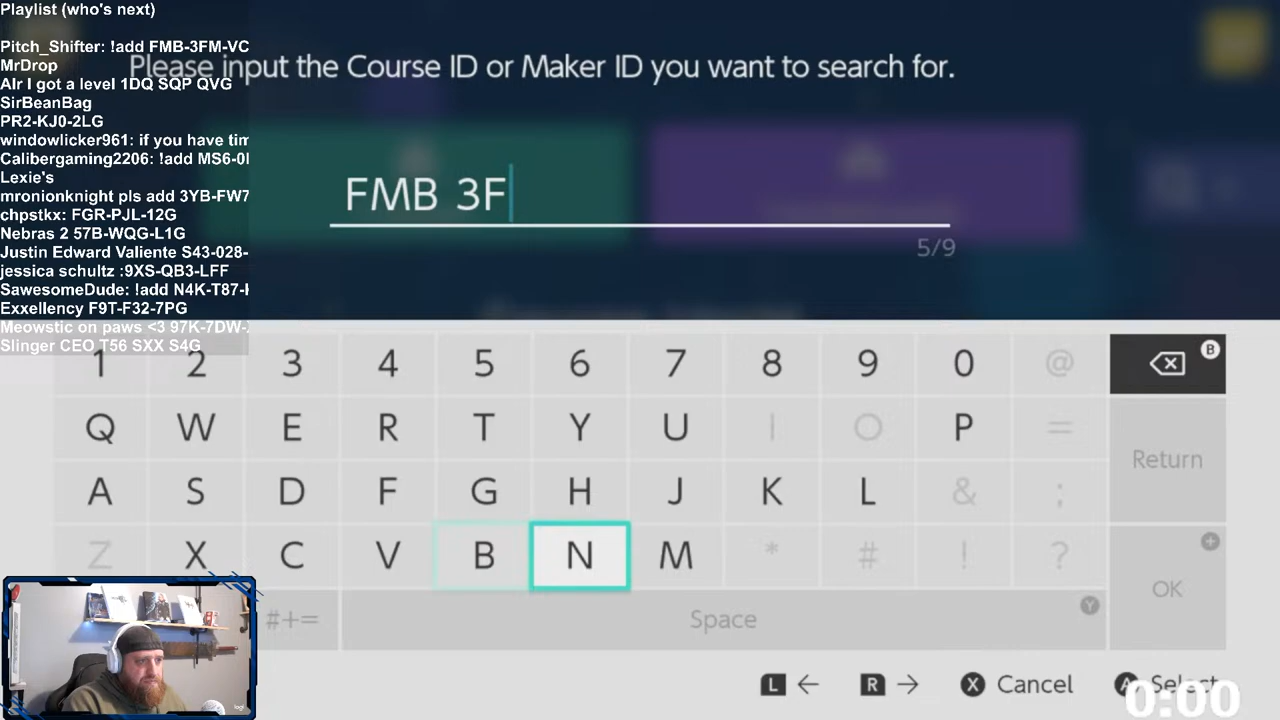 Playlist (who's next)
Pitch_Shifter: !add FMB-3FM-VC
MrDrop
Alr I got a level 1DQ SQP QVG
SirBeanBag
PR2-KJ0-2LG
windowlicker961: if you have tim
Calibergaming2206: !add MS6-0
Lexie's
mronionknight pls add 3YB-FW7
chpstkx: FGR-PJL-12G
Nebras 2 57B-WQG-L1G
Justin Edward Valiente S43-028-
jessica schultz :9XS-QB3-LFF
SawesomeDude: !add N4K-T87-
Exxellency F9T-F32-7PG
Meowstic on paws <3 97K-7DW-
Slinger CEO T56 SXX S4G
Please input the Course ID or Maker ID you want to search for.
FMB 3F
5/9
1 2 3 4 5 6 7 8 9 0 @ B
Q W E R T Y U I O P =
Return
A S D F G H J K L & ;
Z X C V B N M * # ! ? +
OK
#+= Space Y
L ← R → X Cancel A Select
0:00